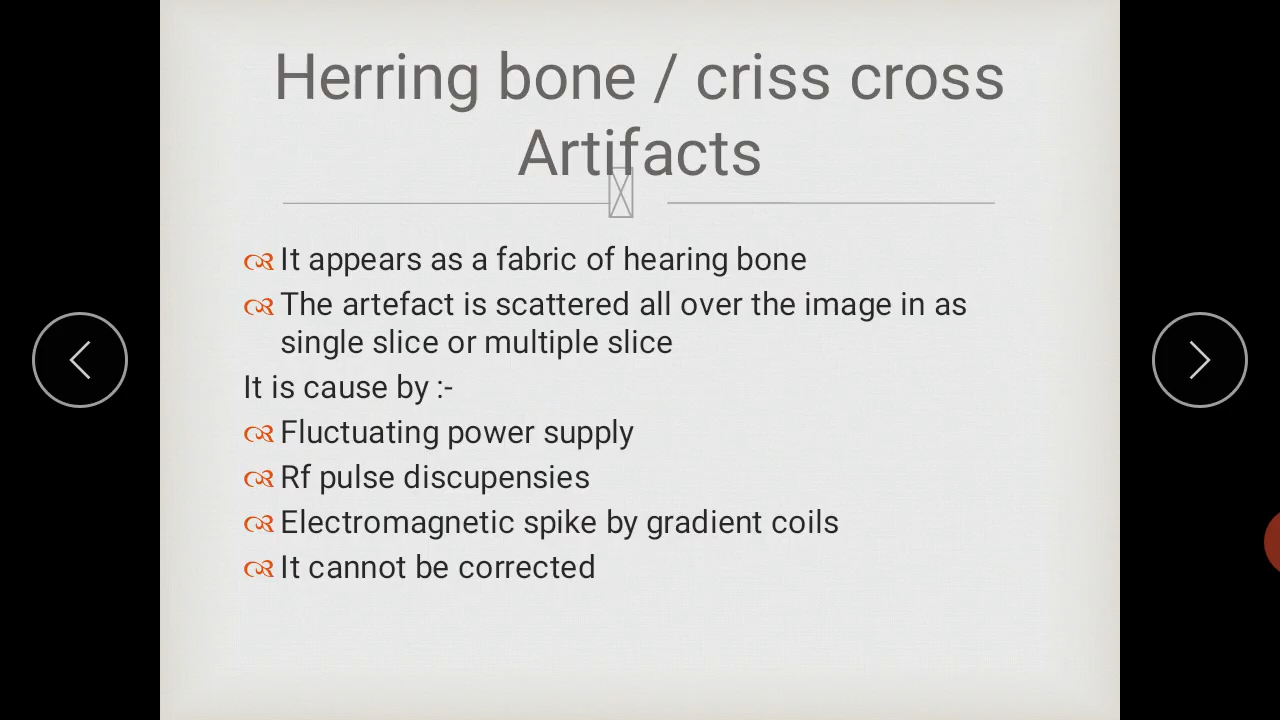 Herring bone / criss cross
Artifacts
It appears as a fabric of hearing bone
The artefact is scattered all over the image in as
single slice or multiple slice
It is cause by :-
Fluctuating power supply
Rf pulse discupensies
Electromagnetic spike by gradient coils
It cannot be corrected